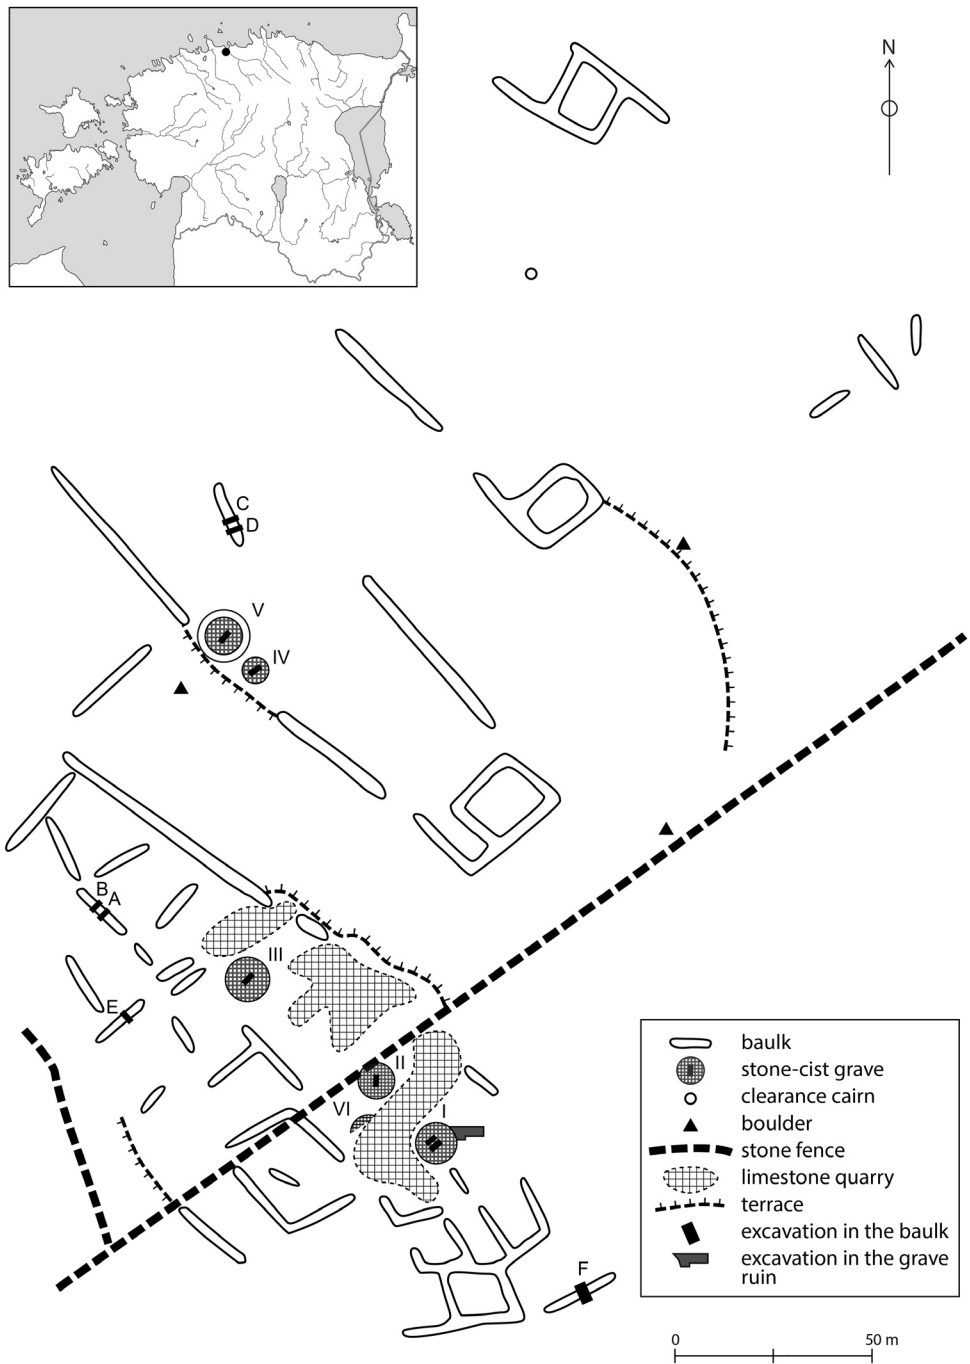 N
C
D
V
IV
B
A
III
E
II
VI
I
F
baulk
stone-cist grave
clearance cairn
boulder
stone fence
limestone quarry
terrace
excavation in the baulk
excavation in the grave
ruin
0 50 m